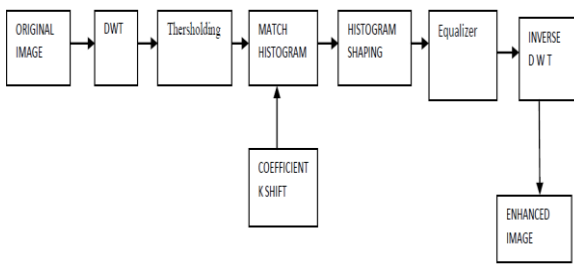 ORIGINAL
IMAGE
DWT
Thersholding
MATCH
HISTOGRAM
HISTOGRAM
SHAPING
Equalizer
INVERSE
D W T
COEFFICIENT
K SHIFT
ENHANCED
IMAGE